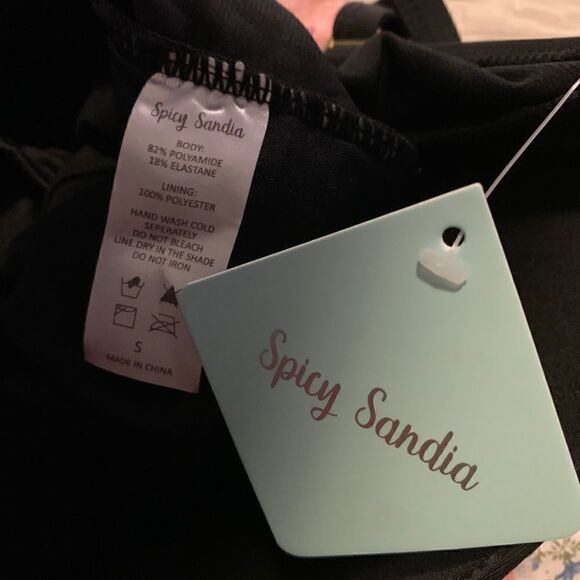 Spicy Sandia
BODY:
82% POLYAMIDE
18% ELASTANE
LINING:
100% POLYESTER
HAND WASH COLD
SEPERATELY
DO NOT BLEACH
LINE DRY IN THE SHADE
DO NOT IRON
S
MADE IN CHINA
Spicy Sandia